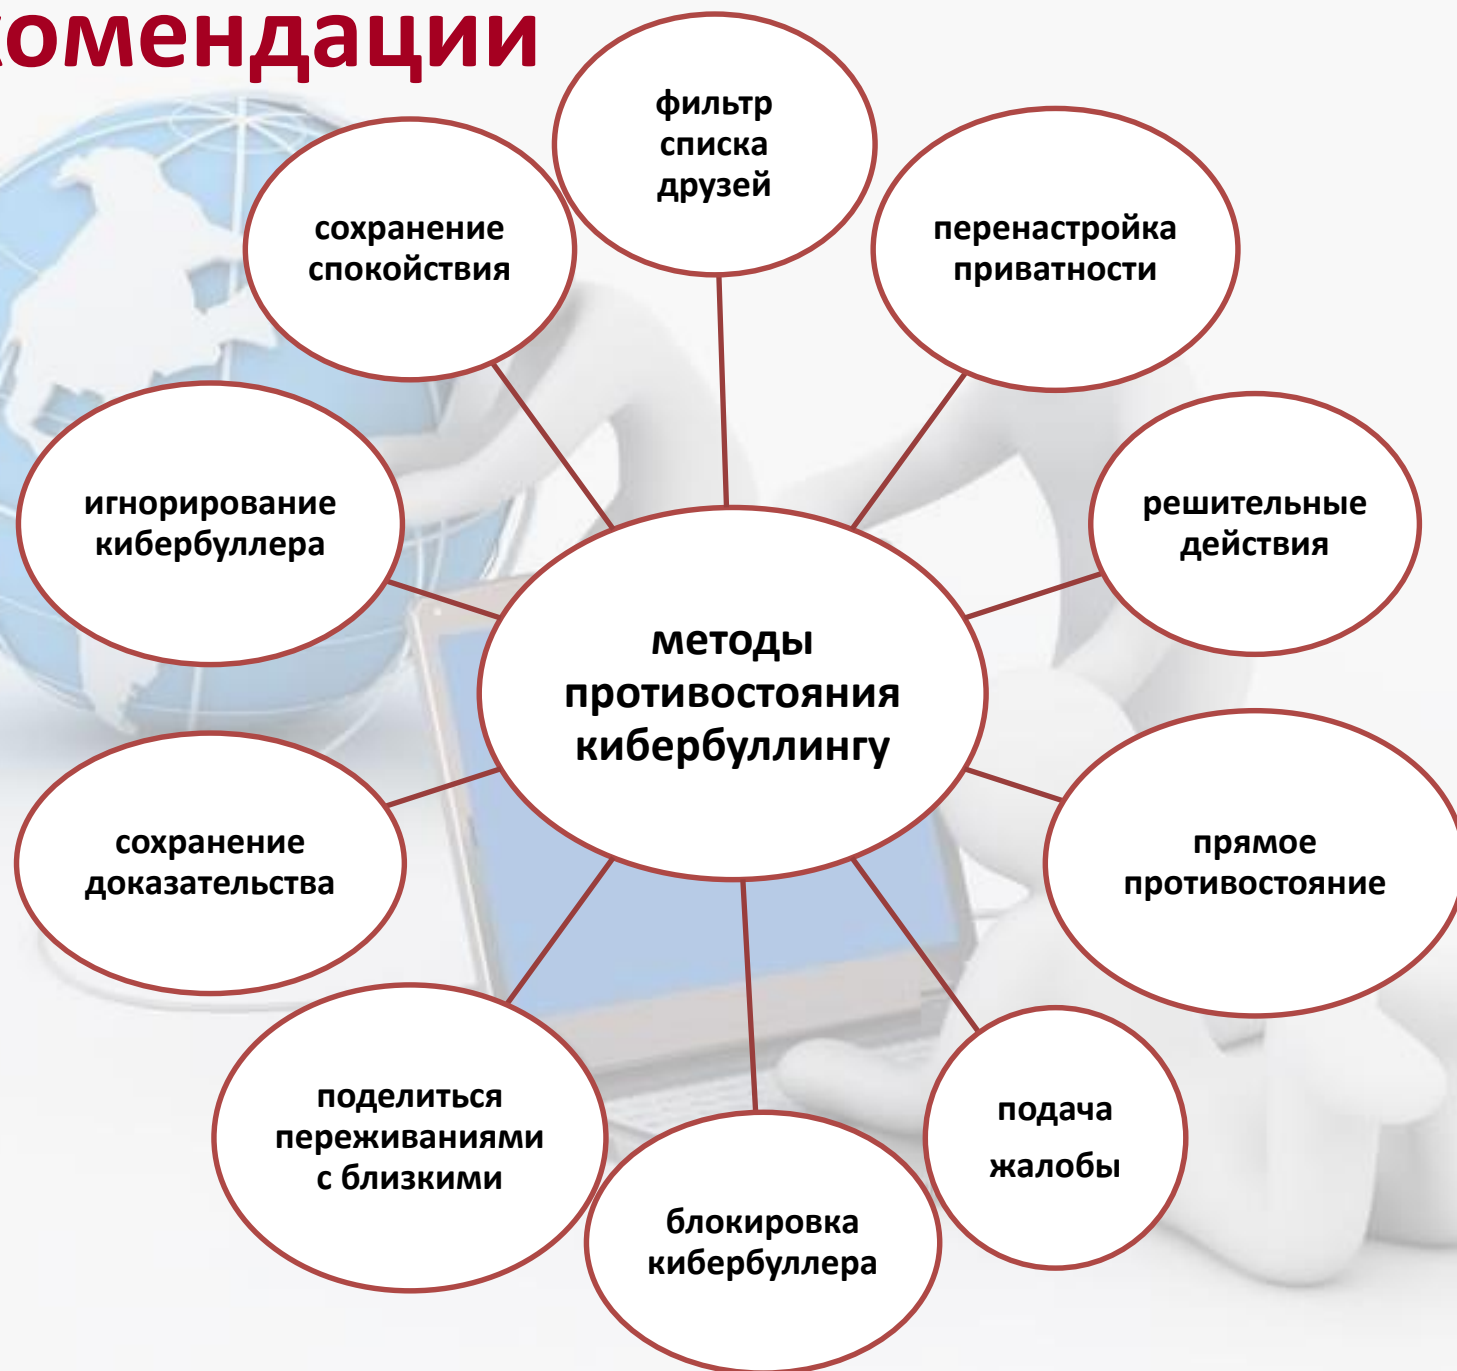 комендации
фильтр
списка
друзей
сохранение
спокойствия
перенастройка
приватности
игнорирование
кибербуллера
решительные
действия
методы
противостояния
кибербуллингу
сохранение
доказательства
прямое
противостояние
поделиться
переживаниями
с близкими
подача
жалобы
блокировка
кибербуллера